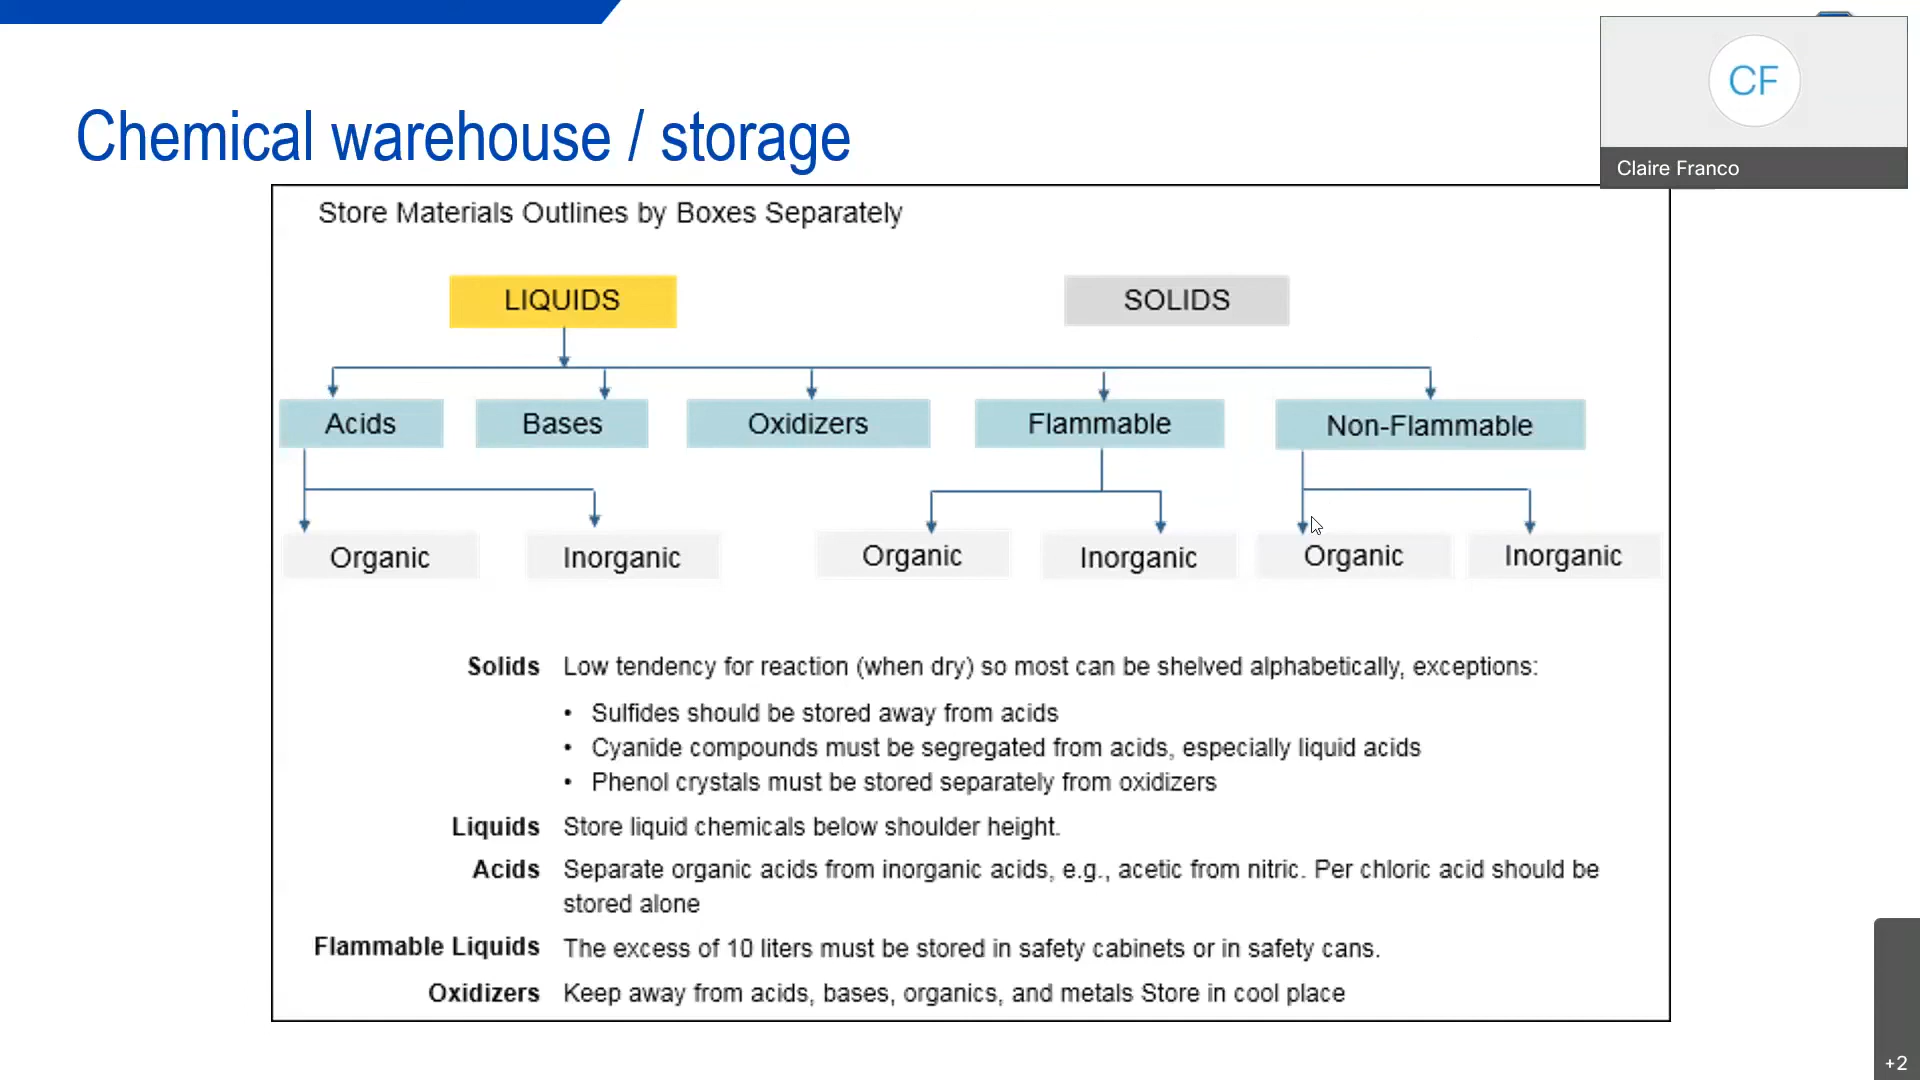 CF
Claire Franco
Chemical warehouse / storage
Store Materials Outlines by Boxes Separately
LIQUIDS
SOLIDS
Acids
Bases
Oxidizers
Flammable
Non-Flammable
Organic
Inorganic
Organic
Inorganic
Organic
Inorganic
Solids Low tendency for reaction (when dry) so most can be shelved alphabetically, exceptions:
• Sulfides should be stored away from acids
• Cyanide compounds must be segregated from acids, especially liquid acids
• Phenol crystals must be stored separately from oxidizers
Liquids Store liquid chemicals below shoulder height.
Acids Separate organic acids from inorganic acids, e.g., acetic from nitric. Per chloric acid should be
stored alone
Flammable Liquids The excess of 10 liters must be stored in safety cabinets or in safety cans.
Oxidizers Keep away from acids, bases, organics, and metals Store in cool place
+2